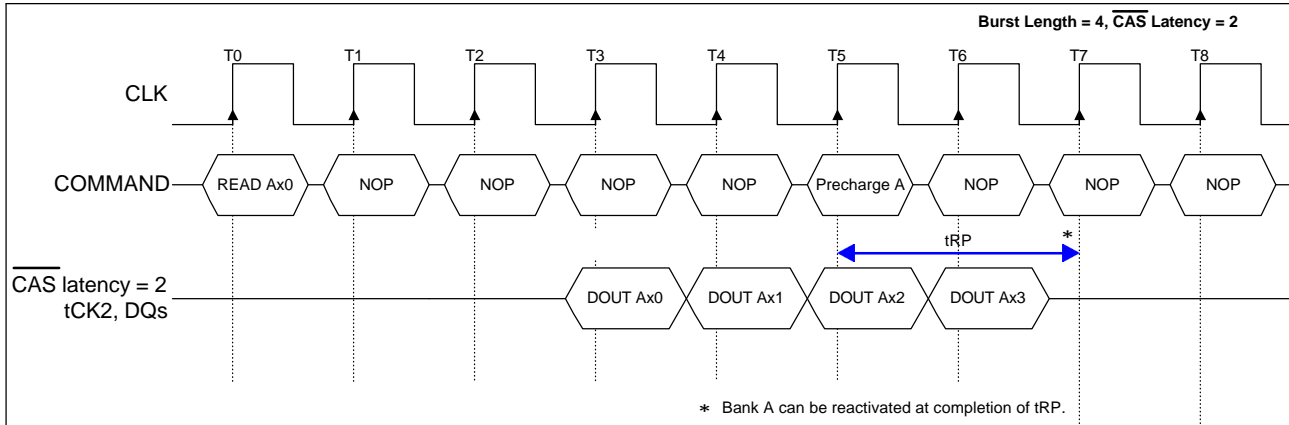 Burst Length = 4, CAS Latency = 2
T0 T1 T2 T3 T4 T5 T6 T7 T8
CLK
COMMAND READ Ax0 NOP NOP NOP NOP Precharge A NOP NOP NOP
tRP *
CAS latency = 2
tCK2, DQs
DOUT Ax0 DOUT Ax1 DOUT Ax2 DOUT Ax3
* Bank A can be reactivated at completion of tRP.